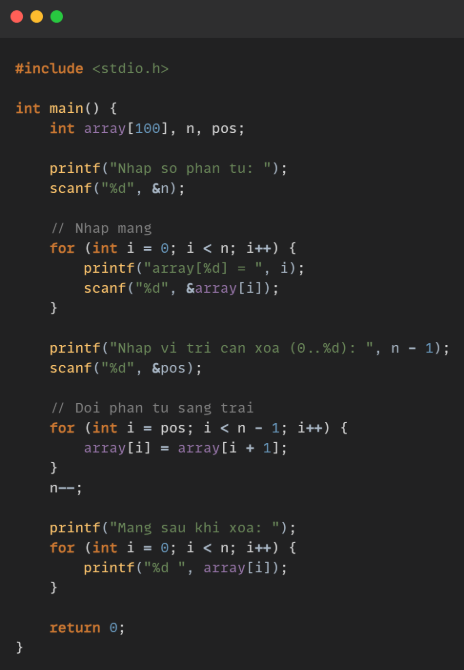 #include <stdio.h>

int main() {
    int array[100], n, pos;

    printf("Nhap so phan tu: ");
    scanf("%d", &n);

    // Nhap mang
    for (int i = 0; i < n; i++) {
        printf("array[%d] = ", i);
        scanf("%d", &array[i]);
    }

    printf("Nhap vi tri can xoa (0..%d): ", n - 1);
    scanf("%d", &pos);

    // Doi phan tu sang trai
    for (int i = pos; i < n - 1; i++) {
        array[i] = array[i + 1];
    }
    n--;

    printf("Mang sau khi xoa: ");
    for (int i = 0; i < n; i++) {
        printf("%d ", array[i]);
    }

    return 0;
}